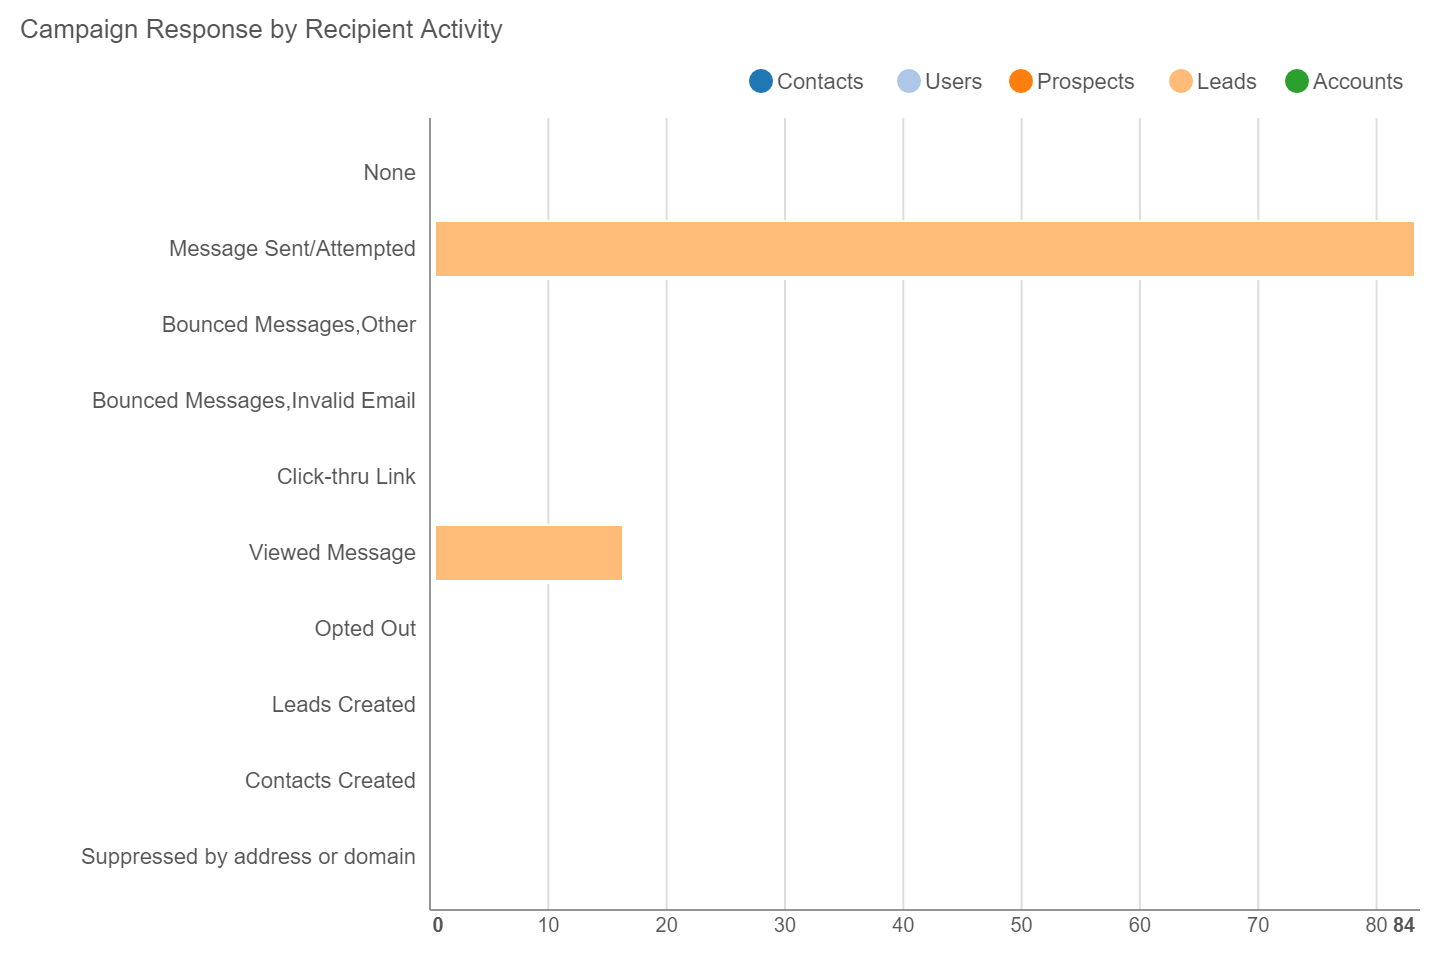 Campaign Response by Recipient Activity
Contacts Users Prospects Leads Accounts
None
Message Sent/Attempted
Bounced Messages,Other
Bounced Messages,Invalid Email
Click-thru Link
Viewed Message
Opted Out
Leads Created
Contacts Created
Suppressed by address or domain
0 10 20 30 40 50 60 70 80 84